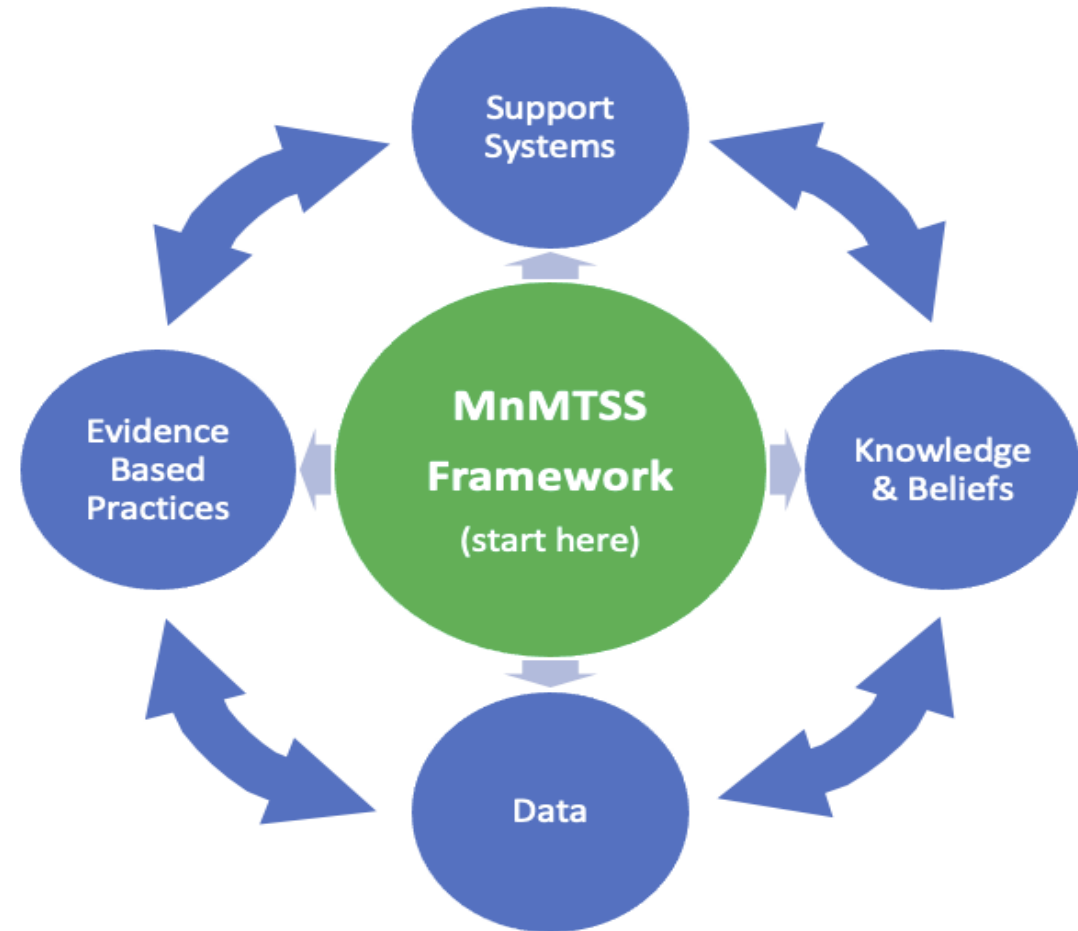 Support
Systems
MnMTSS
Framework
(start here)
Evidence
Based
Practices
Knowledge
& Beliefs
Data